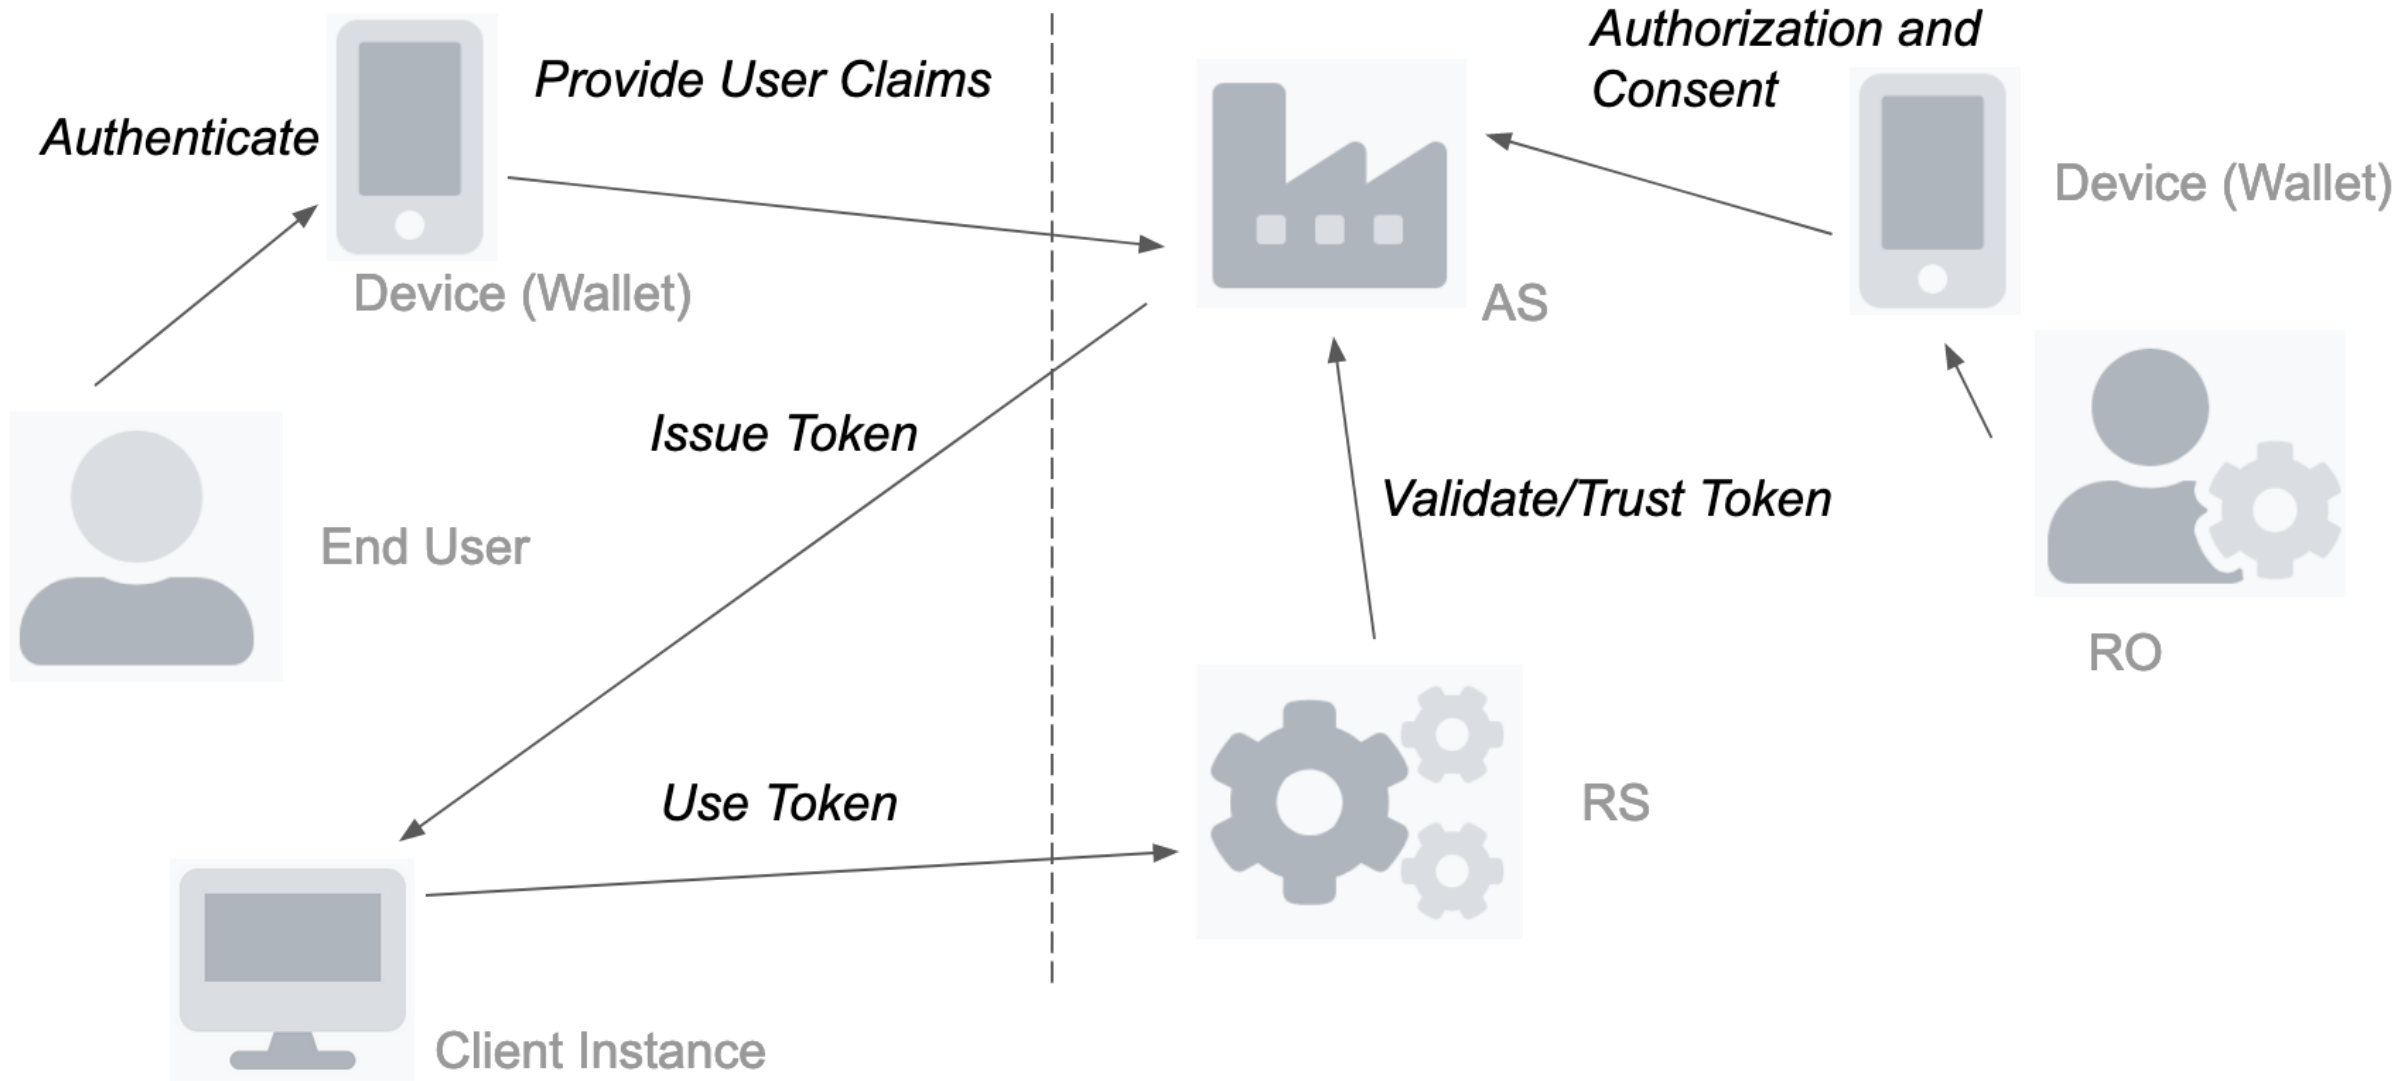 Authorization and
Consent
Provide User Claims
Authenticate
Device (Wallet)
Device (Wallet)
AS
Issue Token
Validate/Trust Token
End User
RO
Use Token
RS
Client Instance